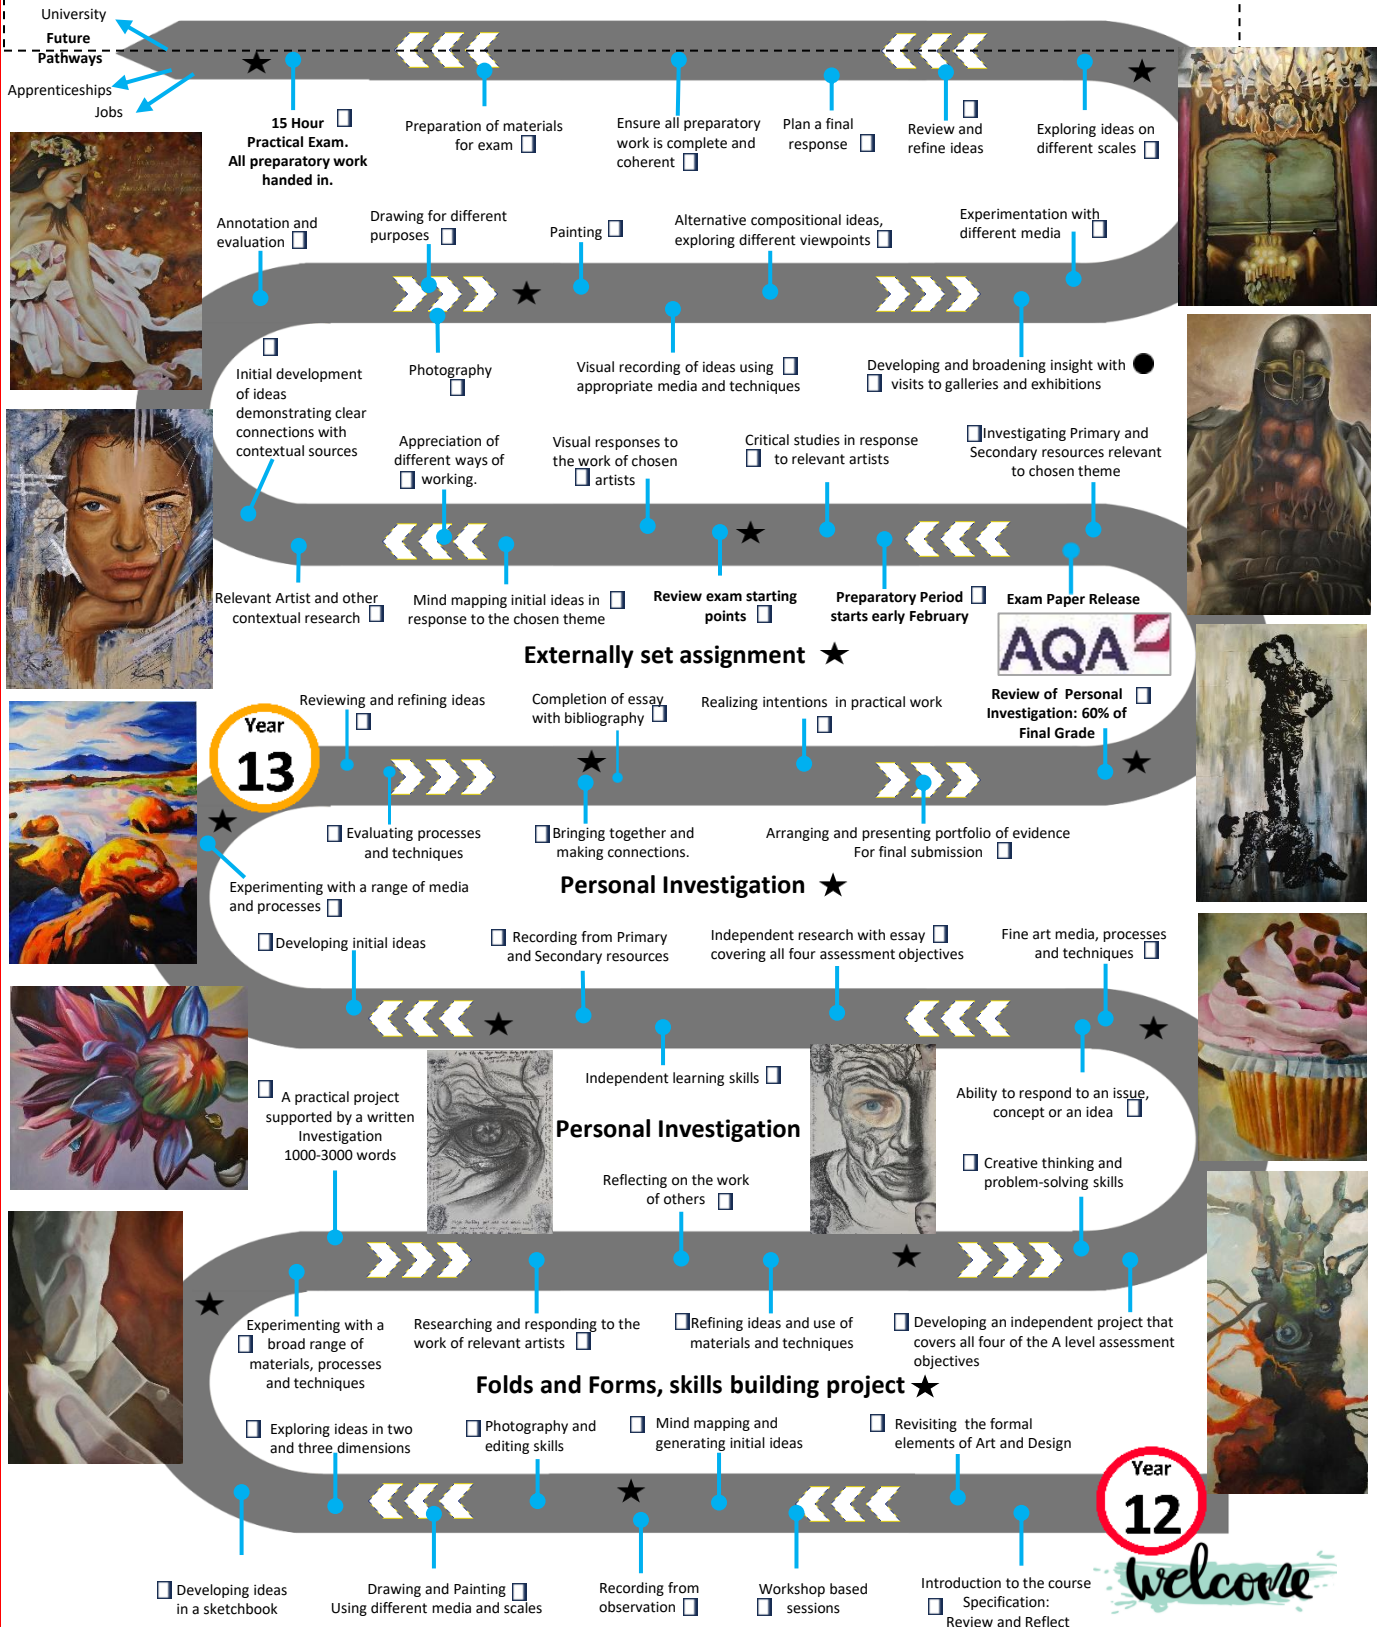 University
Future
Pathways
Apprenticeships
Jobs
15 Hour
Practical Exam.
All preparatory work
handed in.
Preparation of materials
for exam
Ensure all preparatory
work is complete and
coherent
Plan a final
response
Review and
refine ideas
Exploring ideas on
different scales
Annotation and
evaluation
Drawing for different
purposes
Painting
Alternative compositional ideas,
exploring different viewpoints
Experimentation with
different media
Initial development
of ideas
demonstrating clear
connections with
contextual sources
Photography
Visual recording of ideas using
appropriate media and techniques
Developing and broadening insight with
visits to galleries and exhibitions
Appreciation of
different ways of
working.
Visual responses to
the work of chosen
artists
Critical studies in response
to relevant artists
Investigating Primary and
Secondary resources relevant
to chosen theme
Relevant Artist and other
contextual research
Mind mapping initial ideas in
response to the chosen theme
Review exam starting
points
Preparatory Period
starts early February
Exam Paper Release
AQA
Externally set assignment
Reviewing and refining ideas
Completion of essay
with bibliography
Realizing intentions in practical work
Review of Personal
Investigation: 60% of
Final Grade
Year
13
Evaluating processes
and techniques
Bringing together and
making connections.
Arranging and presenting portfolio of evidence
For final submission
Experimenting with a range of media
and processes
Personal Investigation
Developing initial ideas
Recording from Primary
and Secondary resources
Independent research with essay
covering all four assessment objectives
Fine art media, processes
and techniques
A practical project
supported by a written
Investigation
1000-3000 words
Independent learning skills
Personal Investigation
Reflecting on the work
of others
Ability to respond to an issue,
concept or an idea
Creative thinking and
problem-solving skills
Experimenting with a
broad range of
materials, processes
and techniques
Researching and responding to the
work of relevant artists
Refining ideas and use of
materials and techniques
Developing an independent project that
covers all four of the A level assessment
objectives
Folds and Forms, skills building project
Exploring ideas in two
and three dimensions
Photography and
editing skills
Mind mapping and
generating initial ideas
Revisiting the formal
elements of Art and Design
Year
12
welcome
Developing ideas
in a sketchbook
Drawing and Painting
Using different media and scales
Recording from
observation
Workshop based
sessions
Introduction to the course
Specification:
Review and Reflect